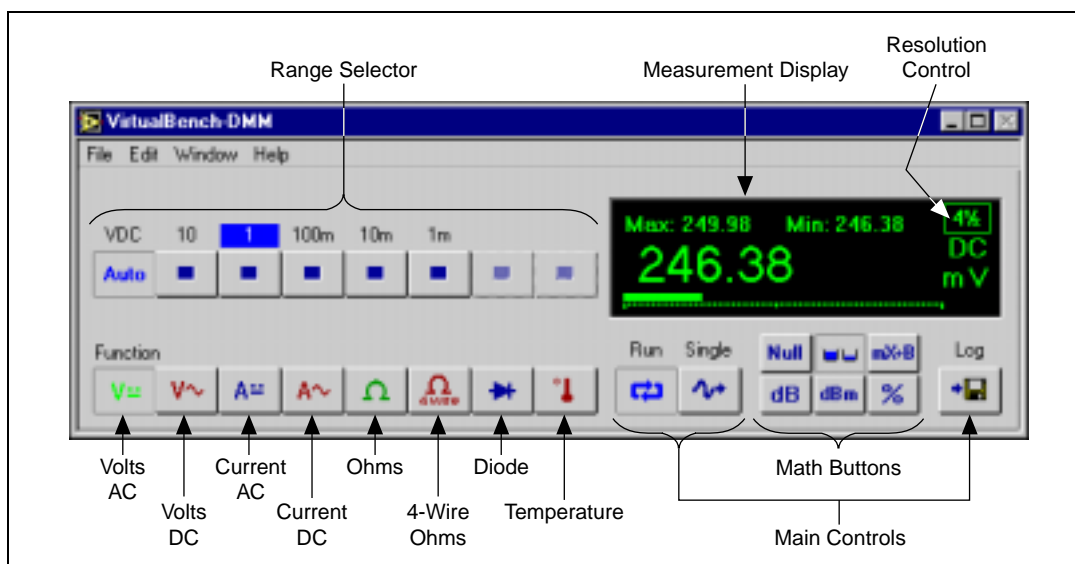 Resolution
Control
Range Selector
Measurement Display
VirtualBench-DMM
File Edit Window Help
VDC 10 1 100m 10m 1m
Auto
Max: 249.98 Min: 246.38 4½
246.38 DC
mV
Function
Run Single Null mX+B Log
V V~ A A~ Ω Ω
4 WIRE
dB dBm %
Volts
AC
Volts
DC
Current
AC
Current
DC
Ohms
4-Wire
Ohms
Diode
Temperature
Math Buttons
Main Controls